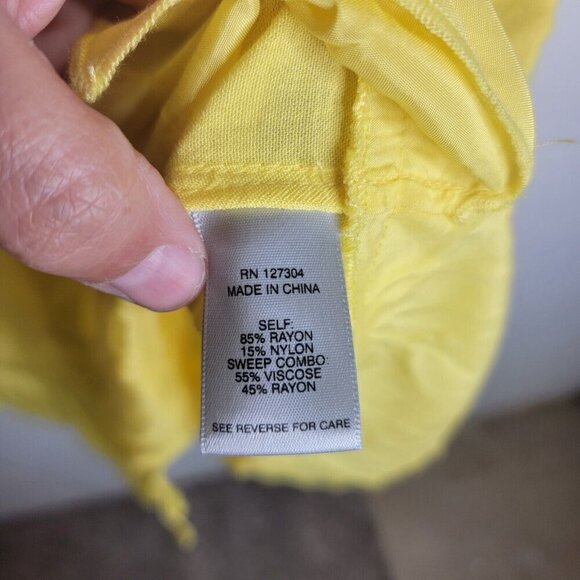 RN 127304
MADE IN CHINA
SELF:
85% RAYON
15% NYLON
SWEEP COMBO:
55% VISCOSE
45% RAYON
SEE REVERSE FOR CARE